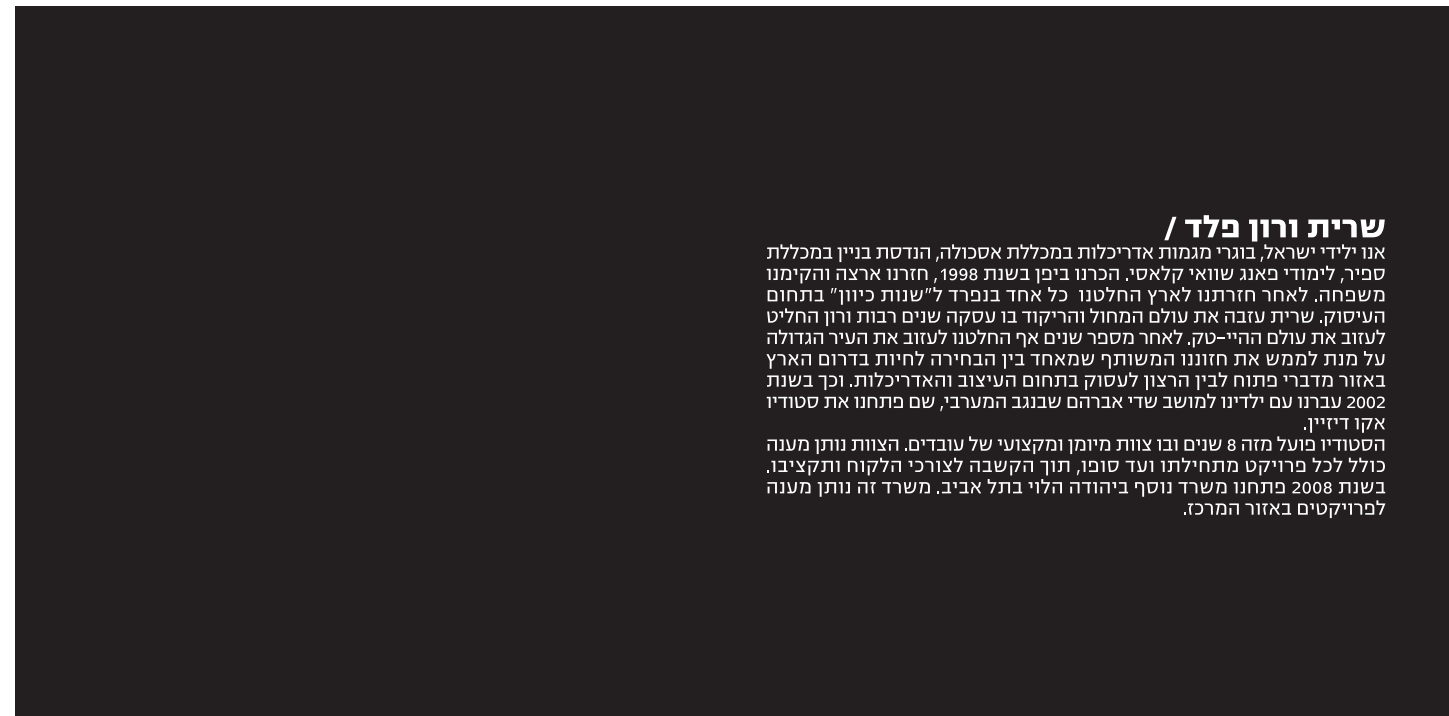 שרית ורון פלד /
אנו ילידי ישראל, בוגרי מגמות אדריכלות במכללת אסכולה, הנדסת בניין במכללת
ספיר, לימודי פאנג שוואי קלאסי. הכרנו ביפן בשנת 1998, חזרנו ארצה והקימנו
משפחה. לאחר חזרתנו לארץ החלטנו כל אחד בנפרד ל"שנות כיוון" בתחום
העיסוק. שרית עזבה את עולם המחול והריקוד בו עסקה שנים רבות ורון החליט
לעזוב את עולם ההיי-טק. לאחר מספר שנים אף החלטנו לעזוב את העיר הגדולה
על מנת לממש את חזוננו המשותף שמאחד בין הבחירה לחיות בדרום הארץ
באזור מדברי פתוח לבין הרצון לעסוק בתחום העיצוב והאדריכלות. וכך בשנת
2002 עברנו עם ילדינו למושב שדי אברהם שבנגב המערבי, שם פתחנו את סטודיו
אקו דיזיין.
הסטודיו פועל מזה 8 שנים ובו צוות מיומן ומקצועי של עובדים. הצוות נותן מענה
כולל לכל פרויקט מתחילתו ועד סופו, תוך הקשבה לצורכי הלקוח ותקציבו.
בשנת 2008 פתחנו משרד נוסף ביהודה הלוי בתל אביב. משרד זה נותן מענה
לפרויקטים באזור המרכז.